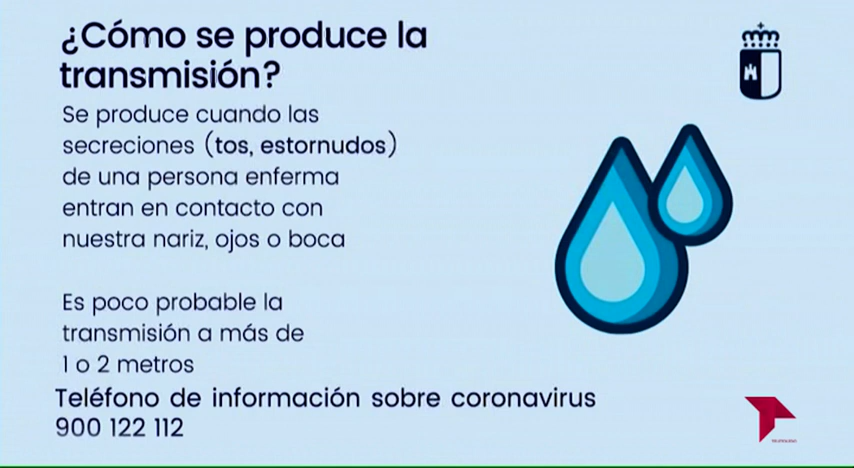 ¿Cómo se produce la
transmisión?
Se produce cuando las
secreciones (tos, estornudos)
de una persona enferma
entran en contacto con
nuestra nariz, ojos o boca
Es poco probable la
transmisión a más de
1 o 2 metros
Teléfono de información sobre coronavirus
900 122 112